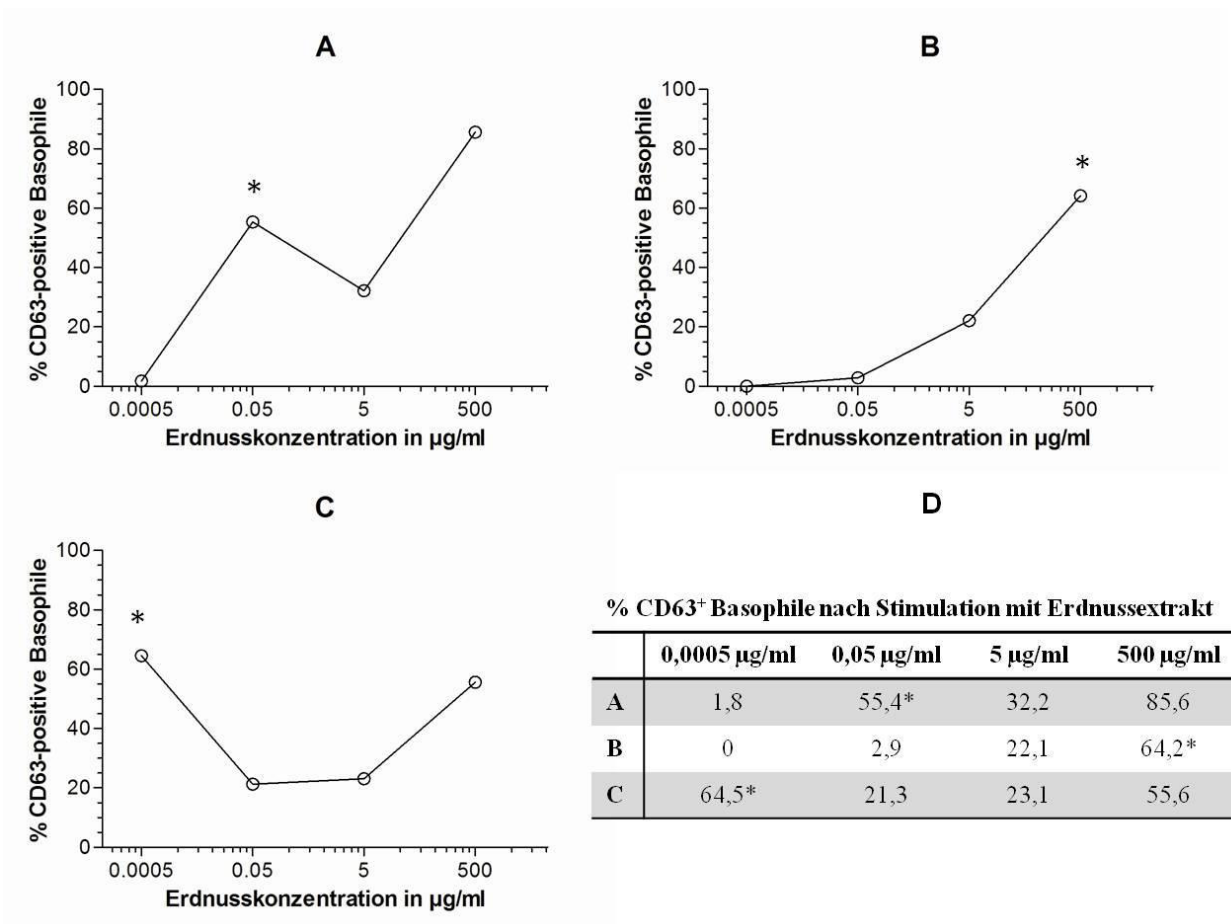 A
% CD63-positive Basophile
100
80
60
40
20
0
*
0.0005 0.05 5 500
Erdnusskonzentration in µg/ml
B
% CD63-positive Basophile
100
80
60
40
20
0
*
0.0005 0.05 5 500
Erdnusskonzentration in µg/ml
C
% CD63-positive Basophile
100
80
60
40
20
0
*
0.0005 0.05 5 500
Erdnusskonzentration in µg/ml
D
% CD63⁺ Basophile nach Stimulation mit Erdnussextrakt
0,0005 µg/ml 0,05 µg/ml 5 µg/ml 500 µg/ml
A 1,8 55,4* 32,2 85,6
B 0 2,9 22,1 64,2*
C 64,5* 21,3 23,1 55,6